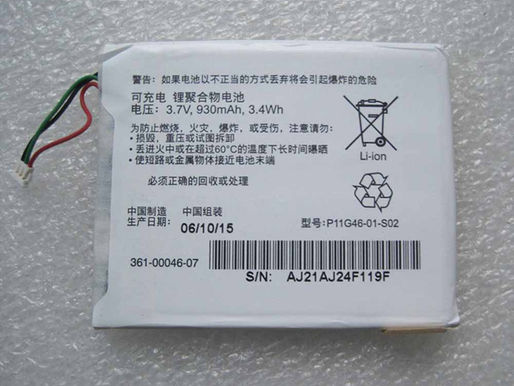 警告: 如果电池以不正当的方式丢弃将会引起爆炸的危险
可充电 锂聚合物电池
电压: 3.7V, 930mAh, 3.4Wh
为防止燃烧，火灾，爆炸，或受伤，注意请勿:
• 损毁，重压或试图拆卸
• 丢进火中或在超过60°C的温度下长时间曝晒
• 使短路或金属物体接近电池末端
Li-ion
必须正确的回收或处理
中国制造 中国组装
生产日期: 06/10/15
型号:P11G46-01-S02
361-00046-07
S/N: AJ21AJ24F119F